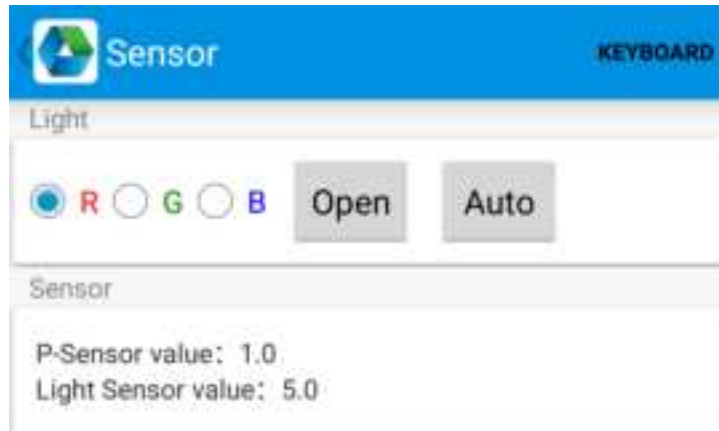 Sensor KEYBOARD
Light
R G B Open Auto
Sensor
P-Sensor value: 1.0
Light Sensor value: 5.0